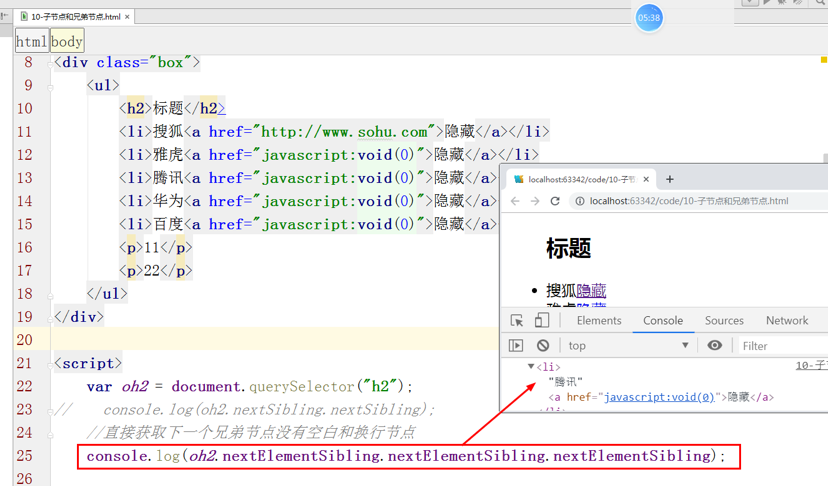 10-子节点和兄弟节点.html ×
05:38
html body
8 <div class="box">
9 <ul>
10 <h2>标题</h2>
11 <li>搜狐<a href="http://www.sohu.com">隐藏</a></li>
12 <li>雅虎<a href="javascript:void(0)">隐藏</a></li>
13 <li>腾讯<a href="javascript:void(0)">隐藏</a>
14 <li>华为<a href="javascript:void(0)">隐藏</a>
15 <li>百度<a href="javascript:void(0)">隐藏</a>
16 <p>11</p>
17 <p>22</p>
18 </ul>
19 </div>
20
21 <script>
22 var oh2 = document.querySelector("h2");
23 // console.log(oh2.nextSibling.nextSibling);
24 //直接获取下一个兄弟节点没有空白和换行节点
25 console.log(oh2.nextElementSibling.nextElementSibling.nextElementSibling);
26
localhost:63342/code/10-子节 × +
localhost:63342/code/10-子节点和兄弟节点.html
标题
• 搜狐隐藏
Elements Console Sources Network
top ▼ Filter
▼<li> 10-子
"腾讯"
<a href="javascript:void(0)">隐藏</a>